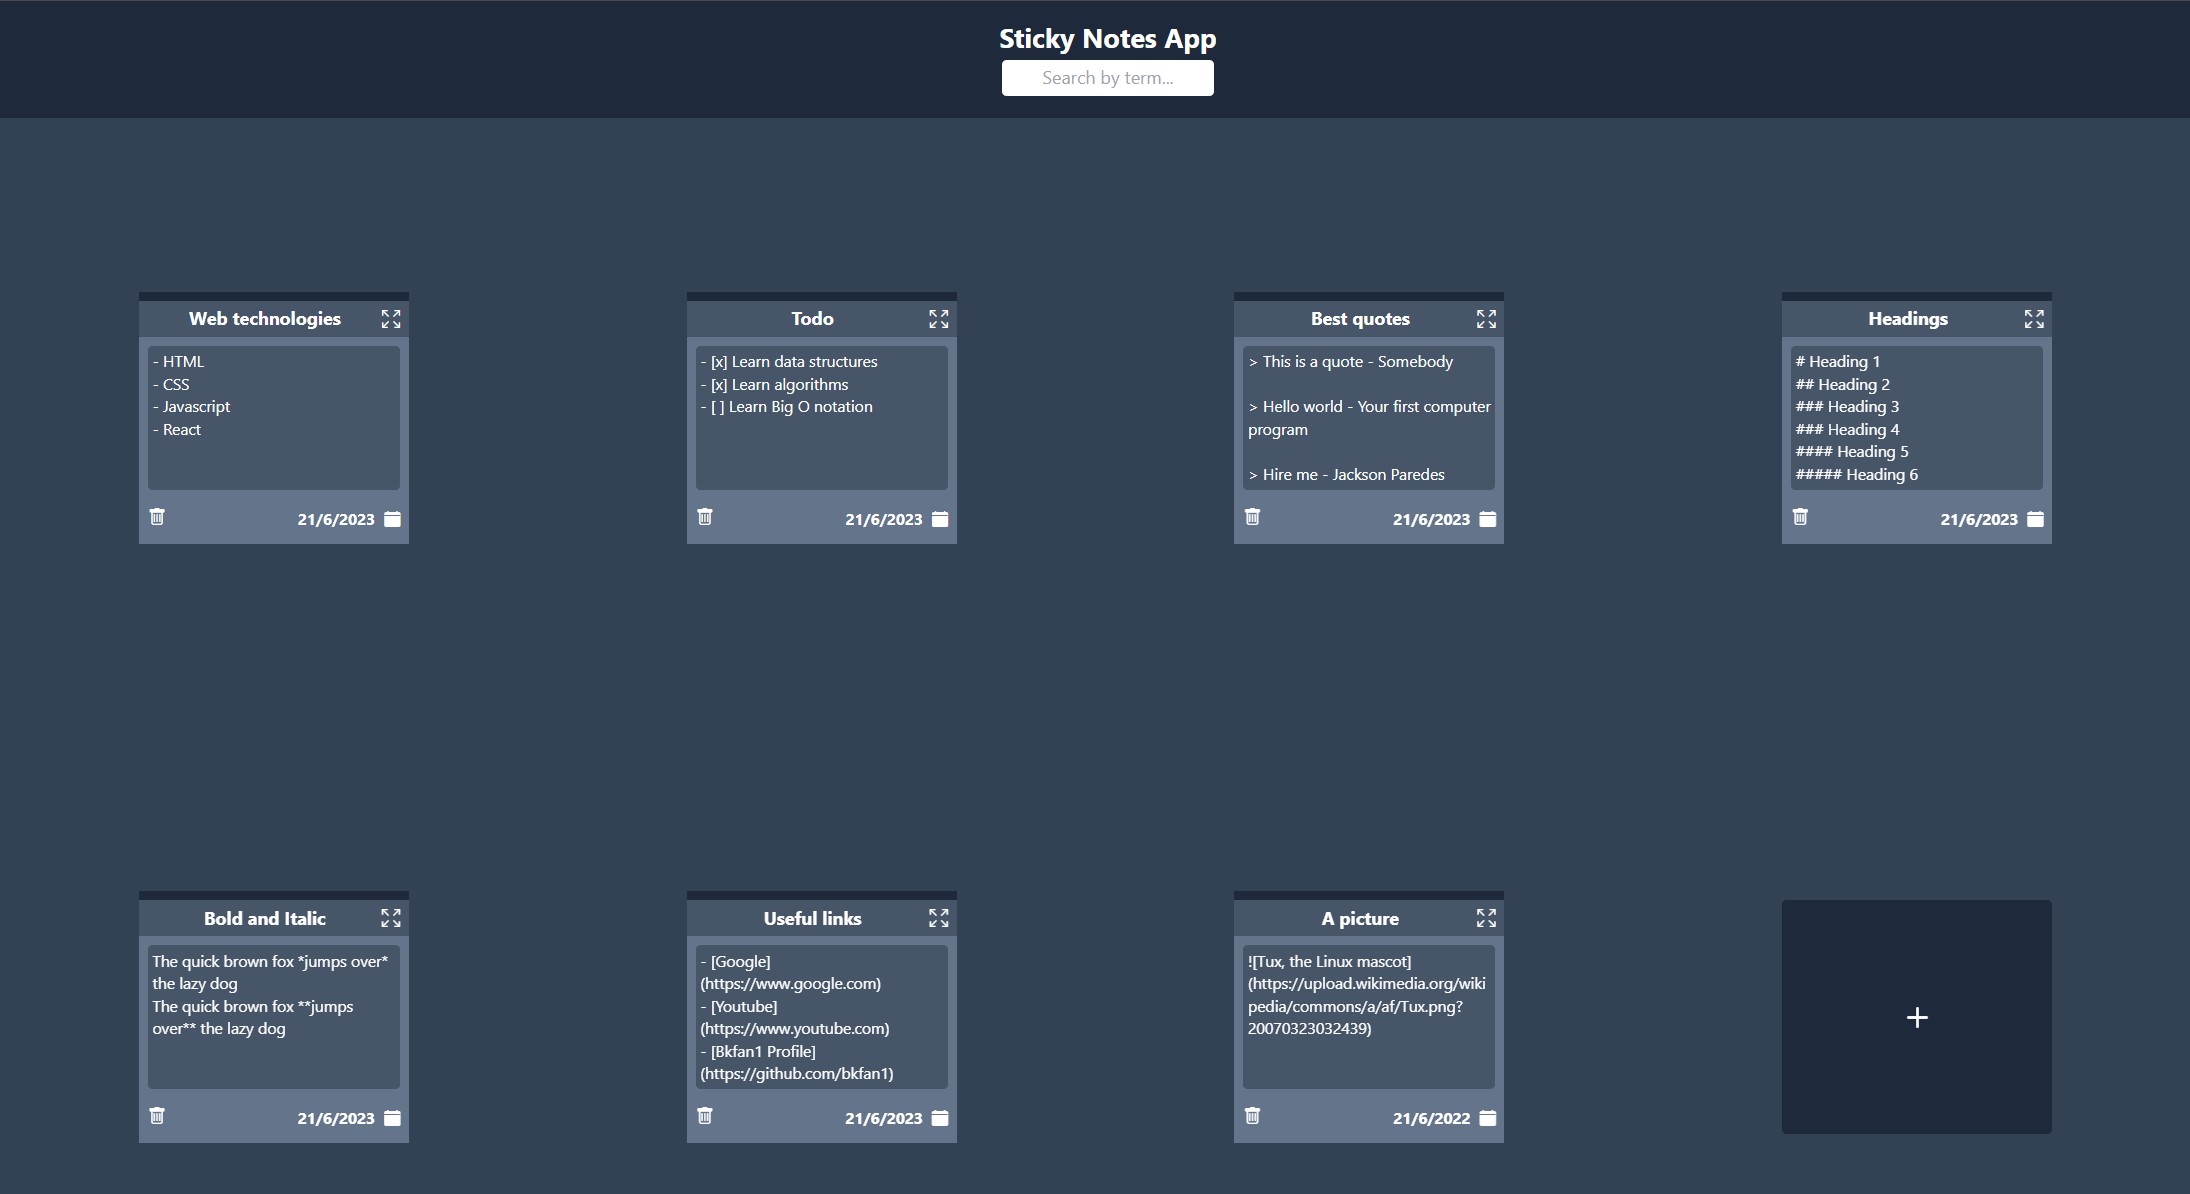 Sticky Notes App
Search by term...
Web technologies
- HTML
- CSS
- Javascript
- React
21/6/2023
Todo
- [x] Learn data structures
- [x] Learn algorithms
- [ ] Learn Big O notation
21/6/2023
Best quotes
> This is a quote - Somebody
> Hello world - Your first computer
program
> Hire me - Jackson Paredes
21/6/2023
Headings
# Heading 1
## Heading 2
### Heading 3
### Heading 4
#### Heading 5
##### Heading 6
21/6/2023
Bold and Italic
The quick brown fox *jumps over*
the lazy dog
The quick brown fox **jumps
over** the lazy dog
21/6/2023
Useful links
- [Google]
(https://www.google.com)
- [Youtube]
(https://www.youtube.com)
- [Bkfan1 Profile]
(https://github.com/bkfan1)
21/6/2023
A picture
![Tux, the Linux mascot]
(https://upload.wikimedia.org/wiki
pedia/commons/a/af/Tux.png?
20070323032439)
21/6/2022
+